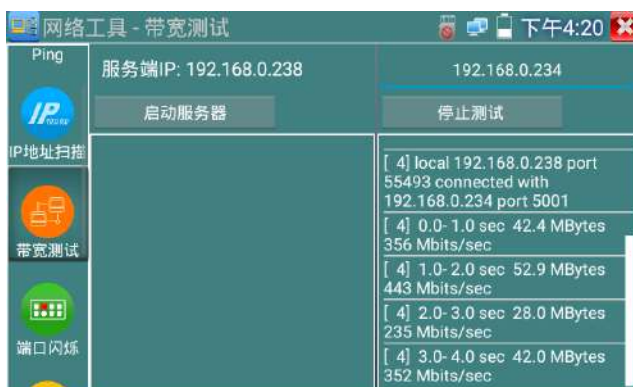 网络工具 - 带宽测试
下午4:20
Ping
服务端IP: 192.168.0.238
192.168.0.234
启动服务器
停止测试
IP
IP地址扫描
带宽测试
端口闪烁
[ 4] local 192.168.0.238 port
55493 connected with
192.168.0.234 port 5001
[ 4] 0.0- 1.0 sec 42.4 MBytes
356 Mbits/sec
[ 4] 1.0- 2.0 sec 52.9 MBytes
443 Mbits/sec
[ 4] 2.0- 3.0 sec 28.0 MBytes
235 Mbits/sec
[ 4] 3.0- 4.0 sec 42.0 MBytes
352 Mbits/sec